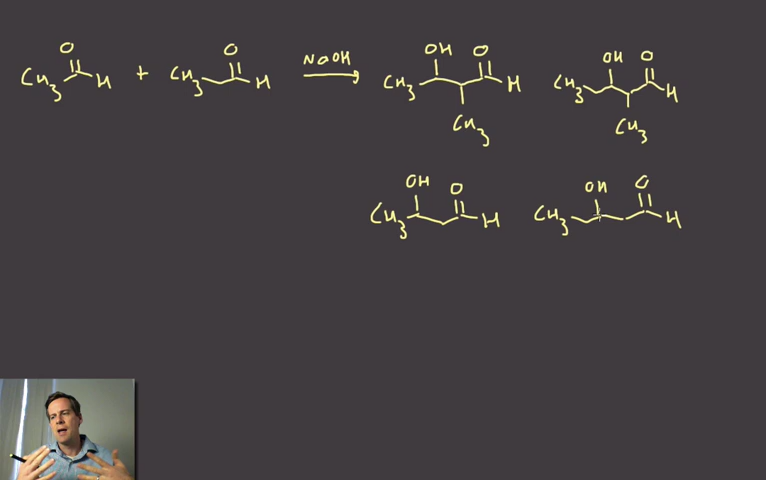 O O NaOH OH O OH O
CH3 H + CH3 H CH3 H CH3 H
CH3 CH3
OH O OH O
CH3 H CH3 H